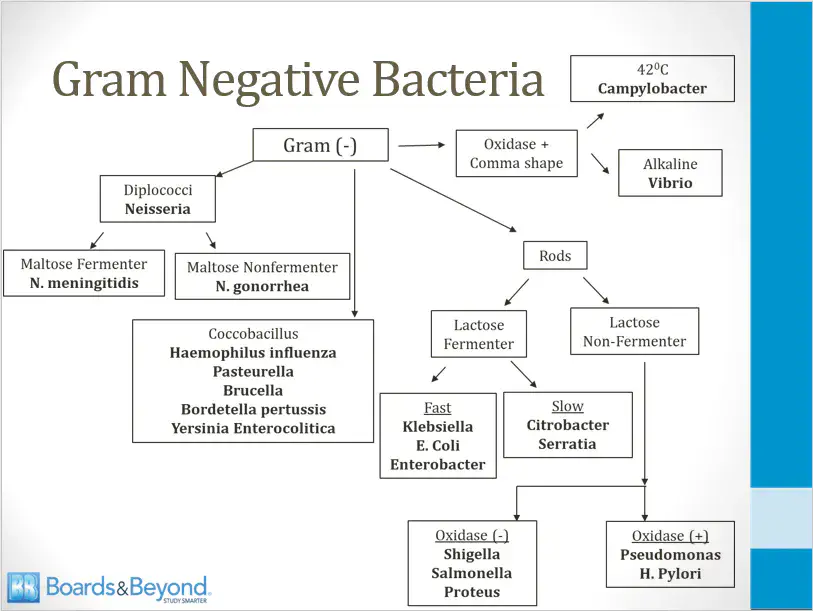 Gram Negative Bacteria
42⁰C
Campylobacter
Gram (-)
Oxidase +
Comma shape
Alkaline
Vibrio
Diplococci
Neisseria
Maltose Fermenter
N. meningitidis
Maltose Nonfermenter
N. gonorrhea
Rods
Coccobacillus
Haemophilus influenza
Pasteurella
Brucella
Bordetella pertussis
Yersinia Enterocolitica
Lactose
Fermenter
Lactose
Non-Fermenter
Fast
Klebsiella
E. Coli
Enterobacter
Slow
Citrobacter
Serratia
Oxidase (-)
Shigella
Salmonella
Proteus
Oxidase (+)
Pseudomonas
H. Pylori
BB Boards&Beyond.
STUDY SMARTER